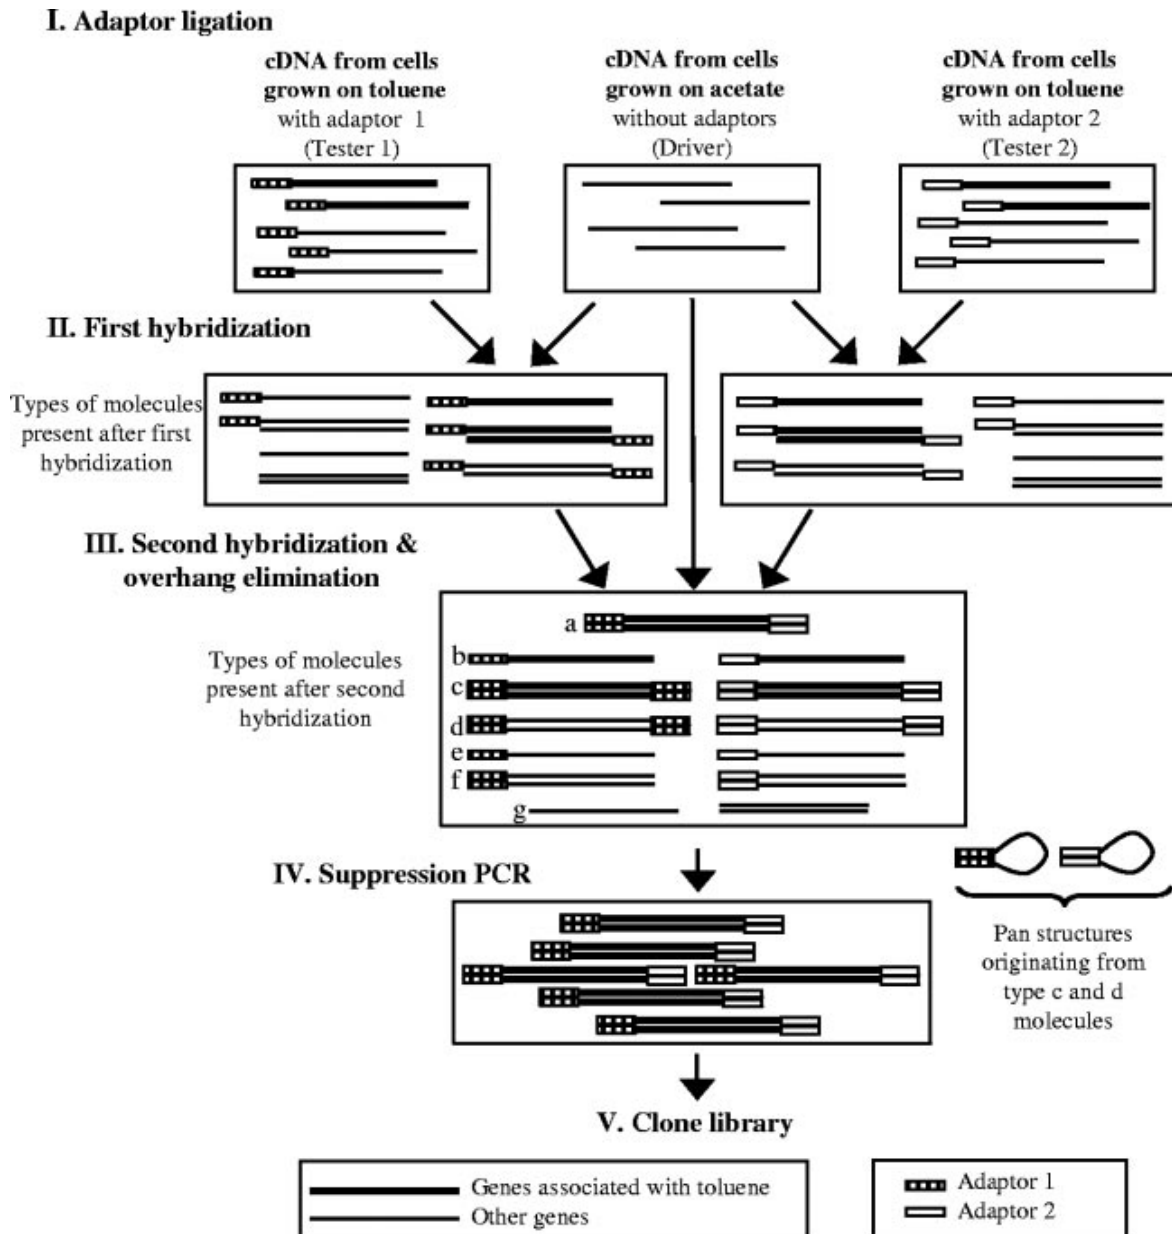 I. Adaptor ligation
cDNA from cells
grown on toluene
with adaptor 1
(Tester 1)
cDNA from cells
grown on acetate
without adaptors
(Driver)
cDNA from cells
grown on toluene
with adaptor 2
(Tester 2)
II. First hybridization
Types of molecules
present after first
hybridization
III. Second hybridization &
overhang elimination
Types of molecules
present after second
hybridization
a
b
c
d
e
f
g
IV. Suppression PCR
Pan structures
originating from
type c and d
molecules
V. Clone library
Genes associated with toluene
Other genes
Adaptor 1
Adaptor 2